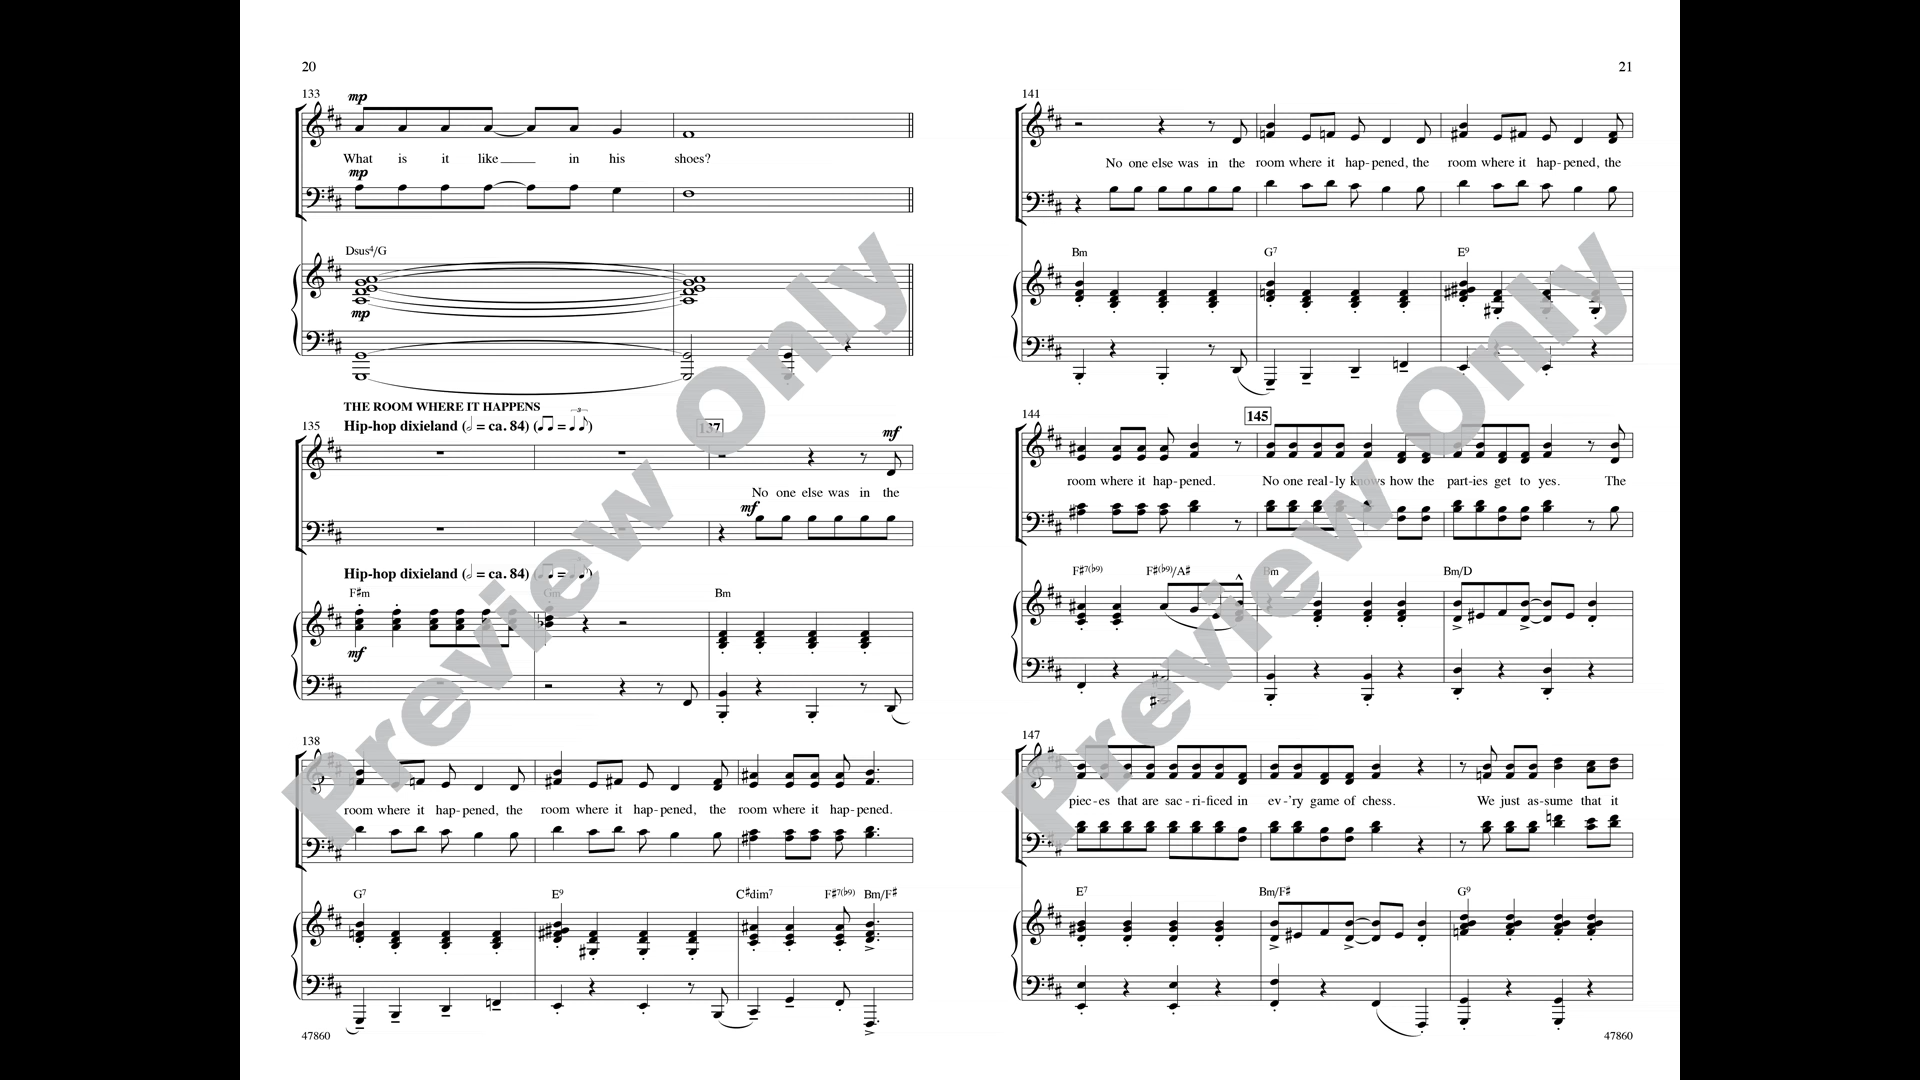 20
133
mp
What is it like in his shoes?
mp
Dsus4/G
mp
THE ROOM WHERE IT HAPPENS
135
Hip-hop dixieland (𝅗𝅥 = ca. 84) (♫ = ♩ ♪)
3
137
mf
No one else was in the
mf
Hip-hop dixieland (𝅗𝅥 = ca. 84) (♫ = ♩ ♪)
F♯m Gm Bm
mf
138
room where it hap-pened, the room where it hap-pened, the room where it hap-pened.
G7 E9 C♯dim7 F♯7(♭9) Bm/F♯
47860
21
141
No one else was in the room where it hap-pened, the room where it hap-pened, the
Bm G7 E9
144
145
room where it hap-pened. No one real-ly knows how the part-ies get to yes. The
F♯7(♭9) F♯(♭9)/A♯ Bm Bm/D
147
piec-es that are sac-ri-ficed in ev-'ry game of chess. We just as-sume that it
E7 Bm/F♯ G9
47860
Preview Only
Preview Only